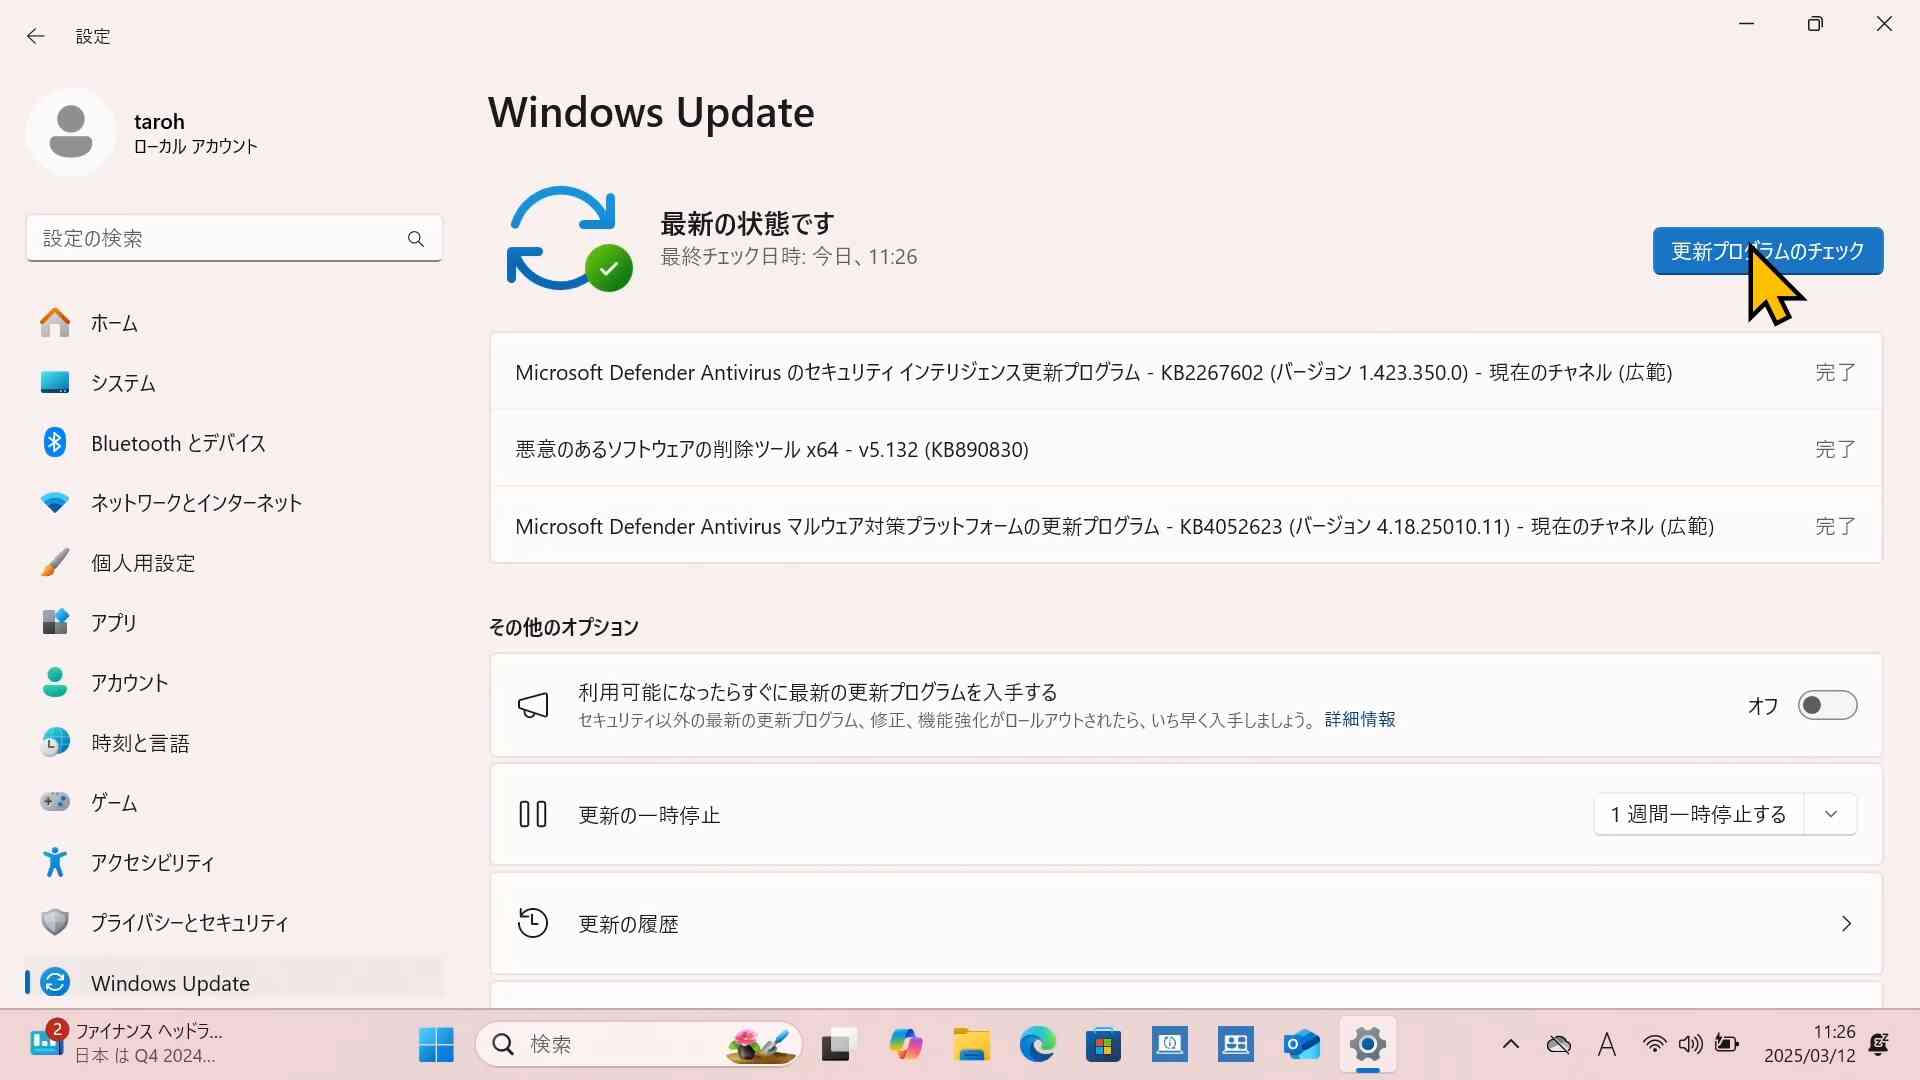 設定
taroh
ローカル アカウント
設定の検索
ホーム
システム
Bluetooth とデバイス
ネットワークとインターネット
個人用設定
アプリ
アカウント
時刻と言語
ゲーム
アクセシビリティ
プライバシーとセキュリティ
Windows Update
Windows Update
最新の状態です
最終チェック日時: 今日、11:26
更新プログラムのチェック
Microsoft Defender Antivirus のセキュリティ インテリジェンス更新プログラム - KB2267602 (バージョン 1.423.350.0) - 現在のチャネル (広範) 完了
悪意のあるソフトウェアの削除ツール x64 - v5.132 (KB890830) 完了
Microsoft Defender Antivirus マルウェア対策プラットフォームの更新プログラム - KB4052623 (バージョン 4.18.25010.11) - 現在のチャネル (広範) 完了
その他のオプション
利用可能になったらすぐに最新の更新プログラムを入手する
セキュリティ以外の最新の更新プログラム、修正、機能強化がロールアウトされたら、いち早く入手しましょう。 詳細情報
オフ
更新の一時停止
1 週間一時停止する
更新の履歴
2
ファイナンス ヘッドラ...
日本 は Q4 2024...
検索
A
11:26
2025/03/12